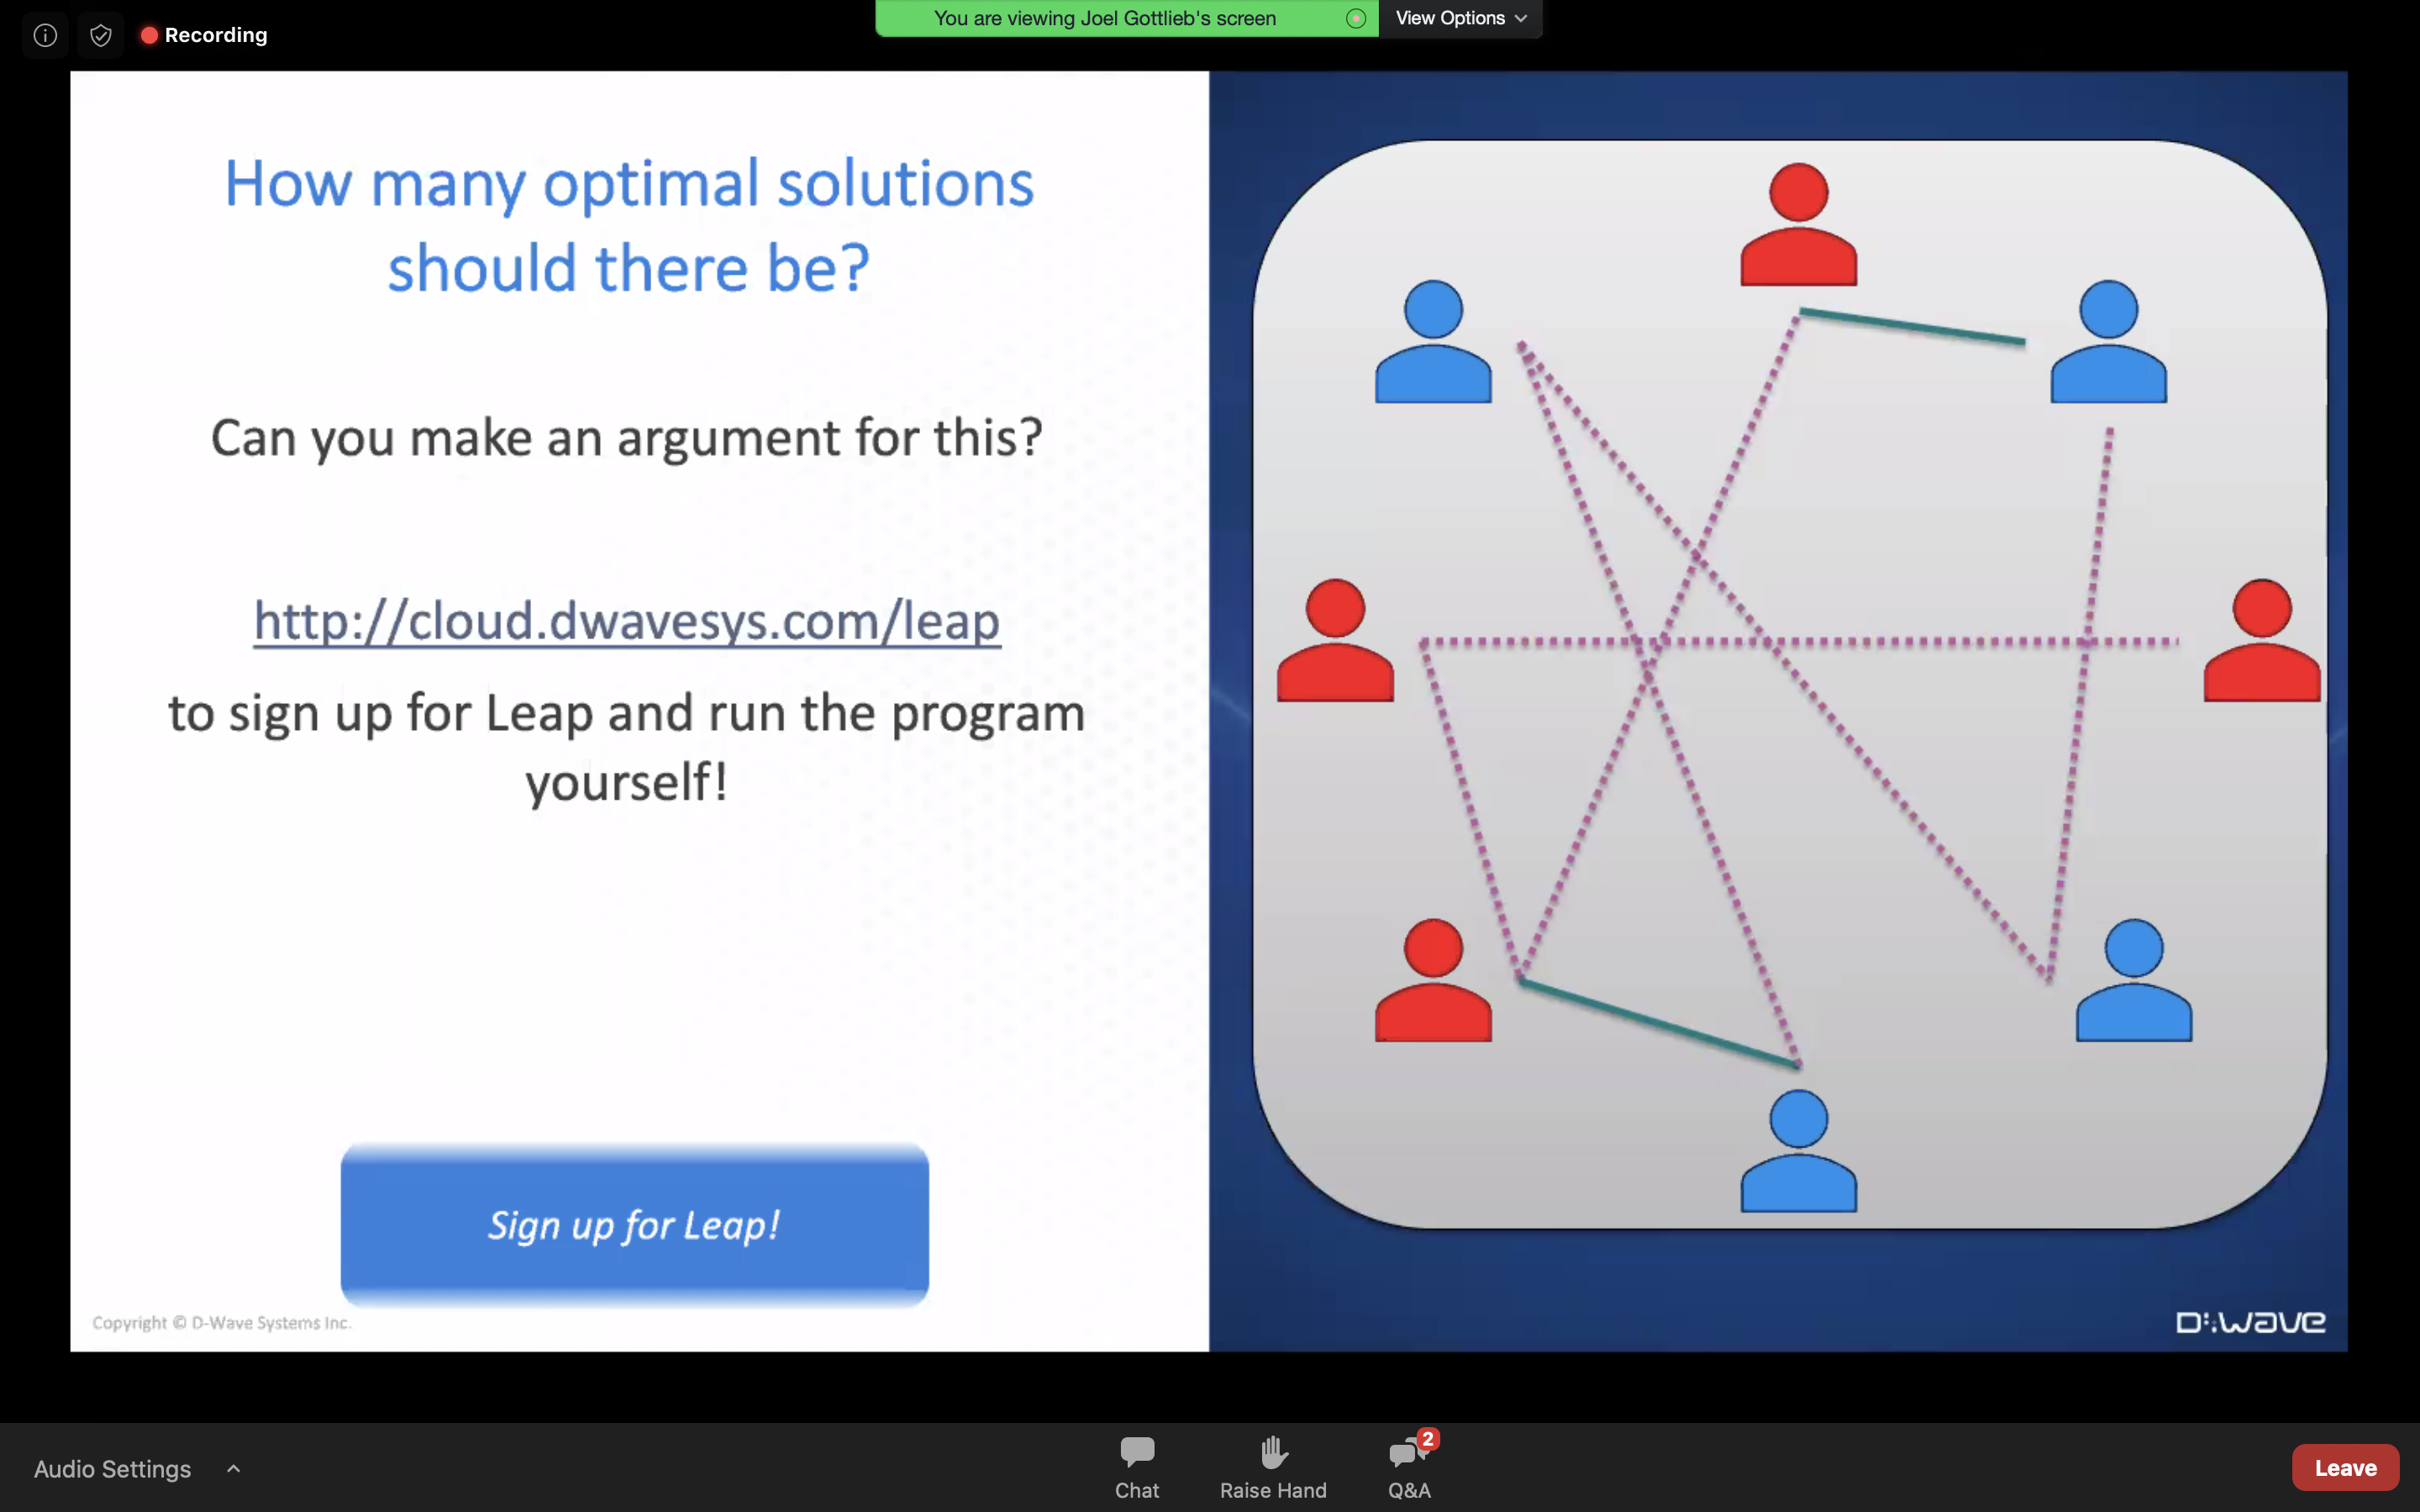 You are viewing Joel Gottlieb's screen
View Options
Recording
How many optimal solutions
should there be?
Can you make an argument for this?
http://cloud.dwavesys.com/leap
to sign up for Leap and run the program
yourself!
Sign up for Leap!
Copyright © D-Wave Systems Inc.
D:wave
Audio Settings
Chat
Raise Hand
2
Q&A
Leave